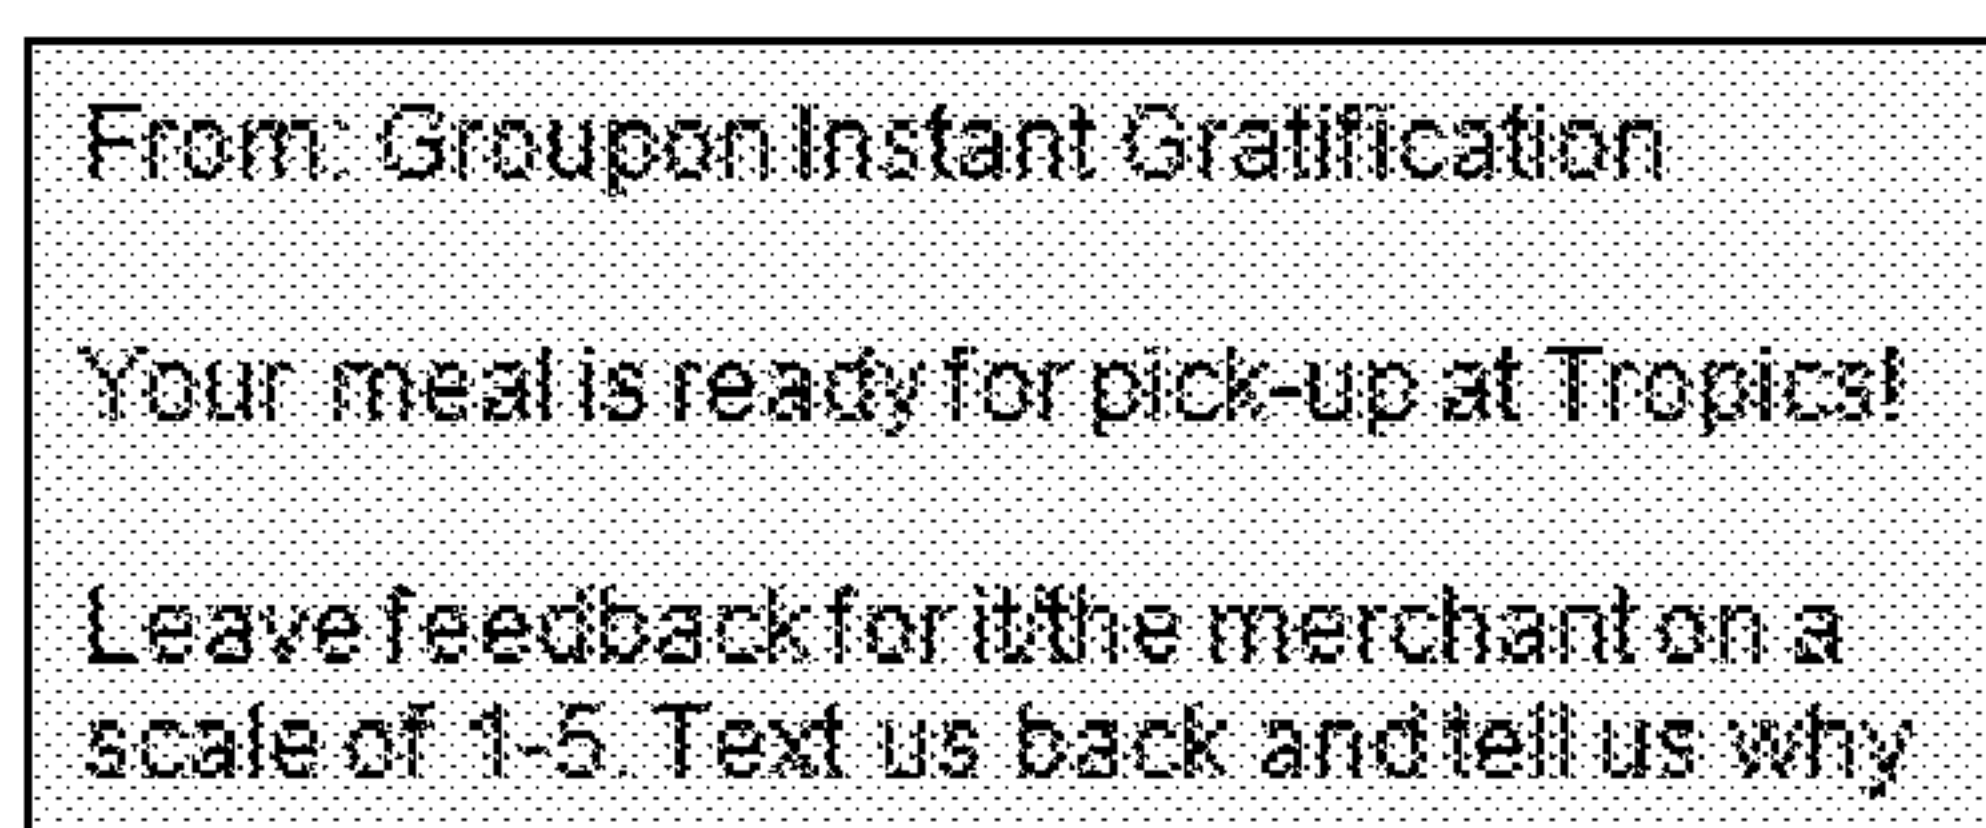 From: Groupon Instant Gratification
Your meal is ready for pick-up at Tropics!
Leave feedback for it/the merchant on a
scale of 1-5. Text us back and tell us why